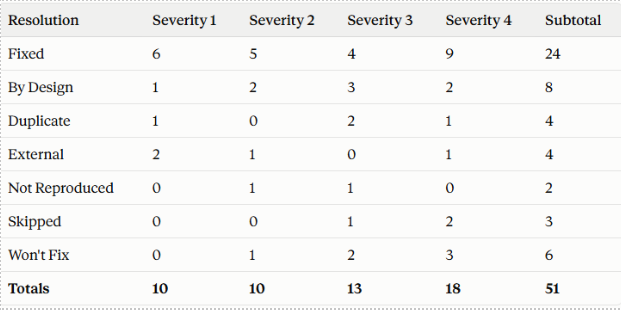 Resolution Severity 1 Severity 2 Severity 3 Severity 4 Subtotal
Fixed 6 5 4 9 24
By Design 1 2 3 2 8
Duplicate 1 0 2 1 4
External 2 1 0 1 4
Not Reproduced 0 1 1 0 2
Skipped 0 0 1 2 3
Won't Fix 0 1 2 3 6
Totals 10 10 13 18 51